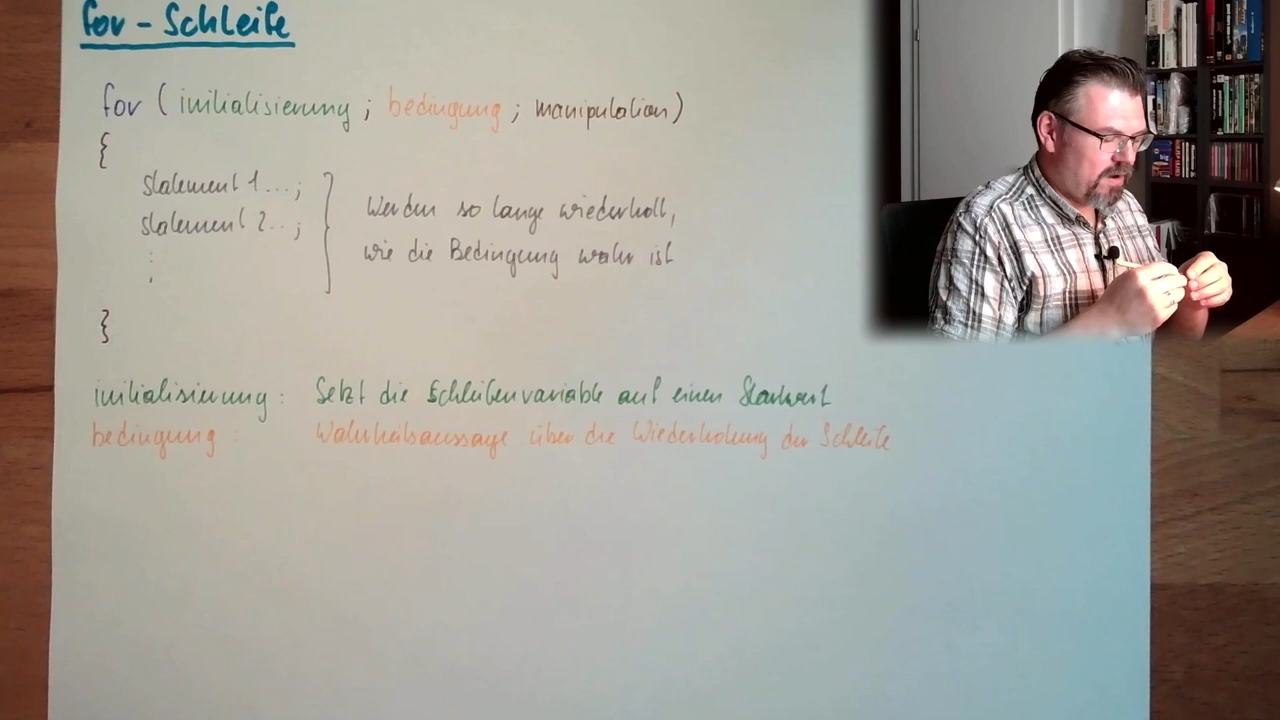 for - Schleife
for ( initialisierung ; bedingung ; manipulation )
{
statement 1 ... ;
statement 2 .. ;
:
}
} Werden so lange wiederholt,
wie die Bedingung wahr ist
initialisierung : Setzt die Schleifenvariable auf einen Startwert
bedingung : Wahrheitsaussage über die Wiederholung der Schleife